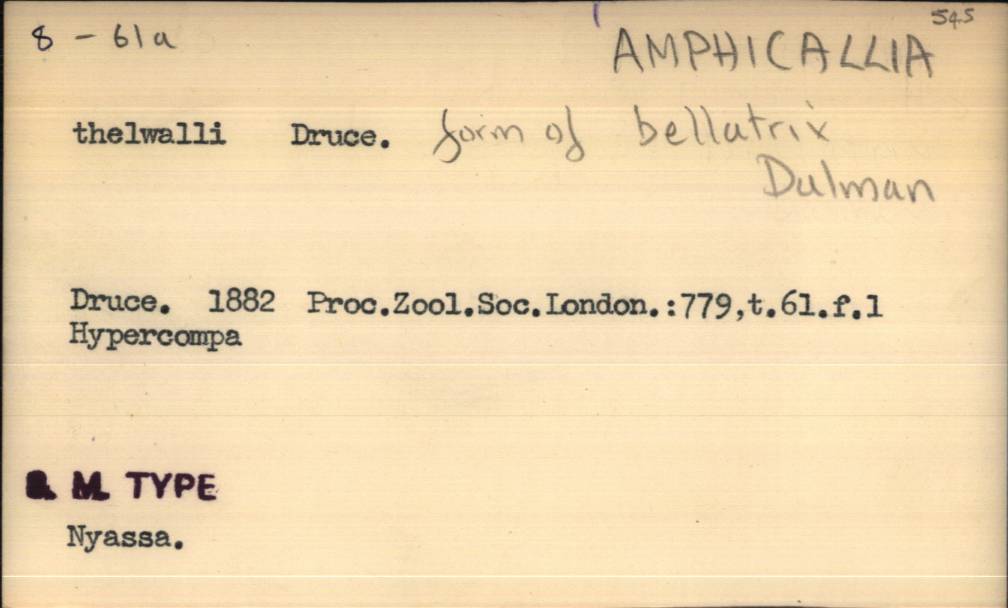 545
8 - 61a
AMPHICALLIA
thelwalli Druce. form of bellatrix
Dalman
Druce. 1882 Proc.Zool.Soc.London.:779,t.61.f.1
Hypercompa
B. M. TYPE
Nyassa.